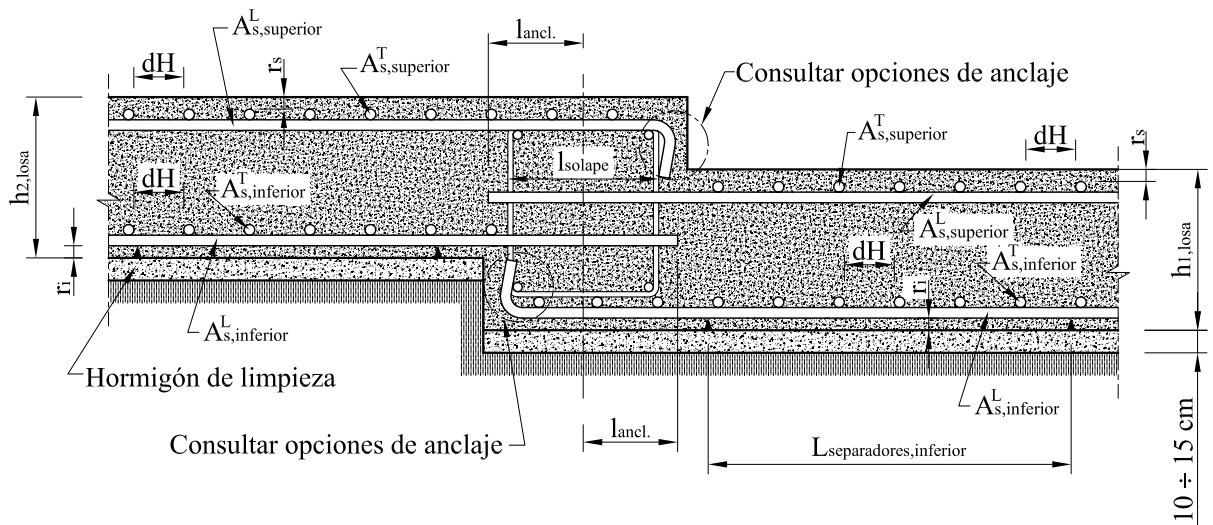 A^L_s,superior
l_ancl.
dH
r_s
A^T_s,superior
Consultar opciones de anclaje
A^T_s,superior
dH
r_s
h_2,losa
dH
A^T_s,inferior
l_solape
A^L_s,superior
dH
A^T_s,inferior
h_1,losa
r_i
r_i
A^L_s,inferior
Hormigón de limpieza
A^L_s,inferior
Consultar opciones de anclaje
l_ancl.
L_separadores,inferior
10 ÷ 15 cm